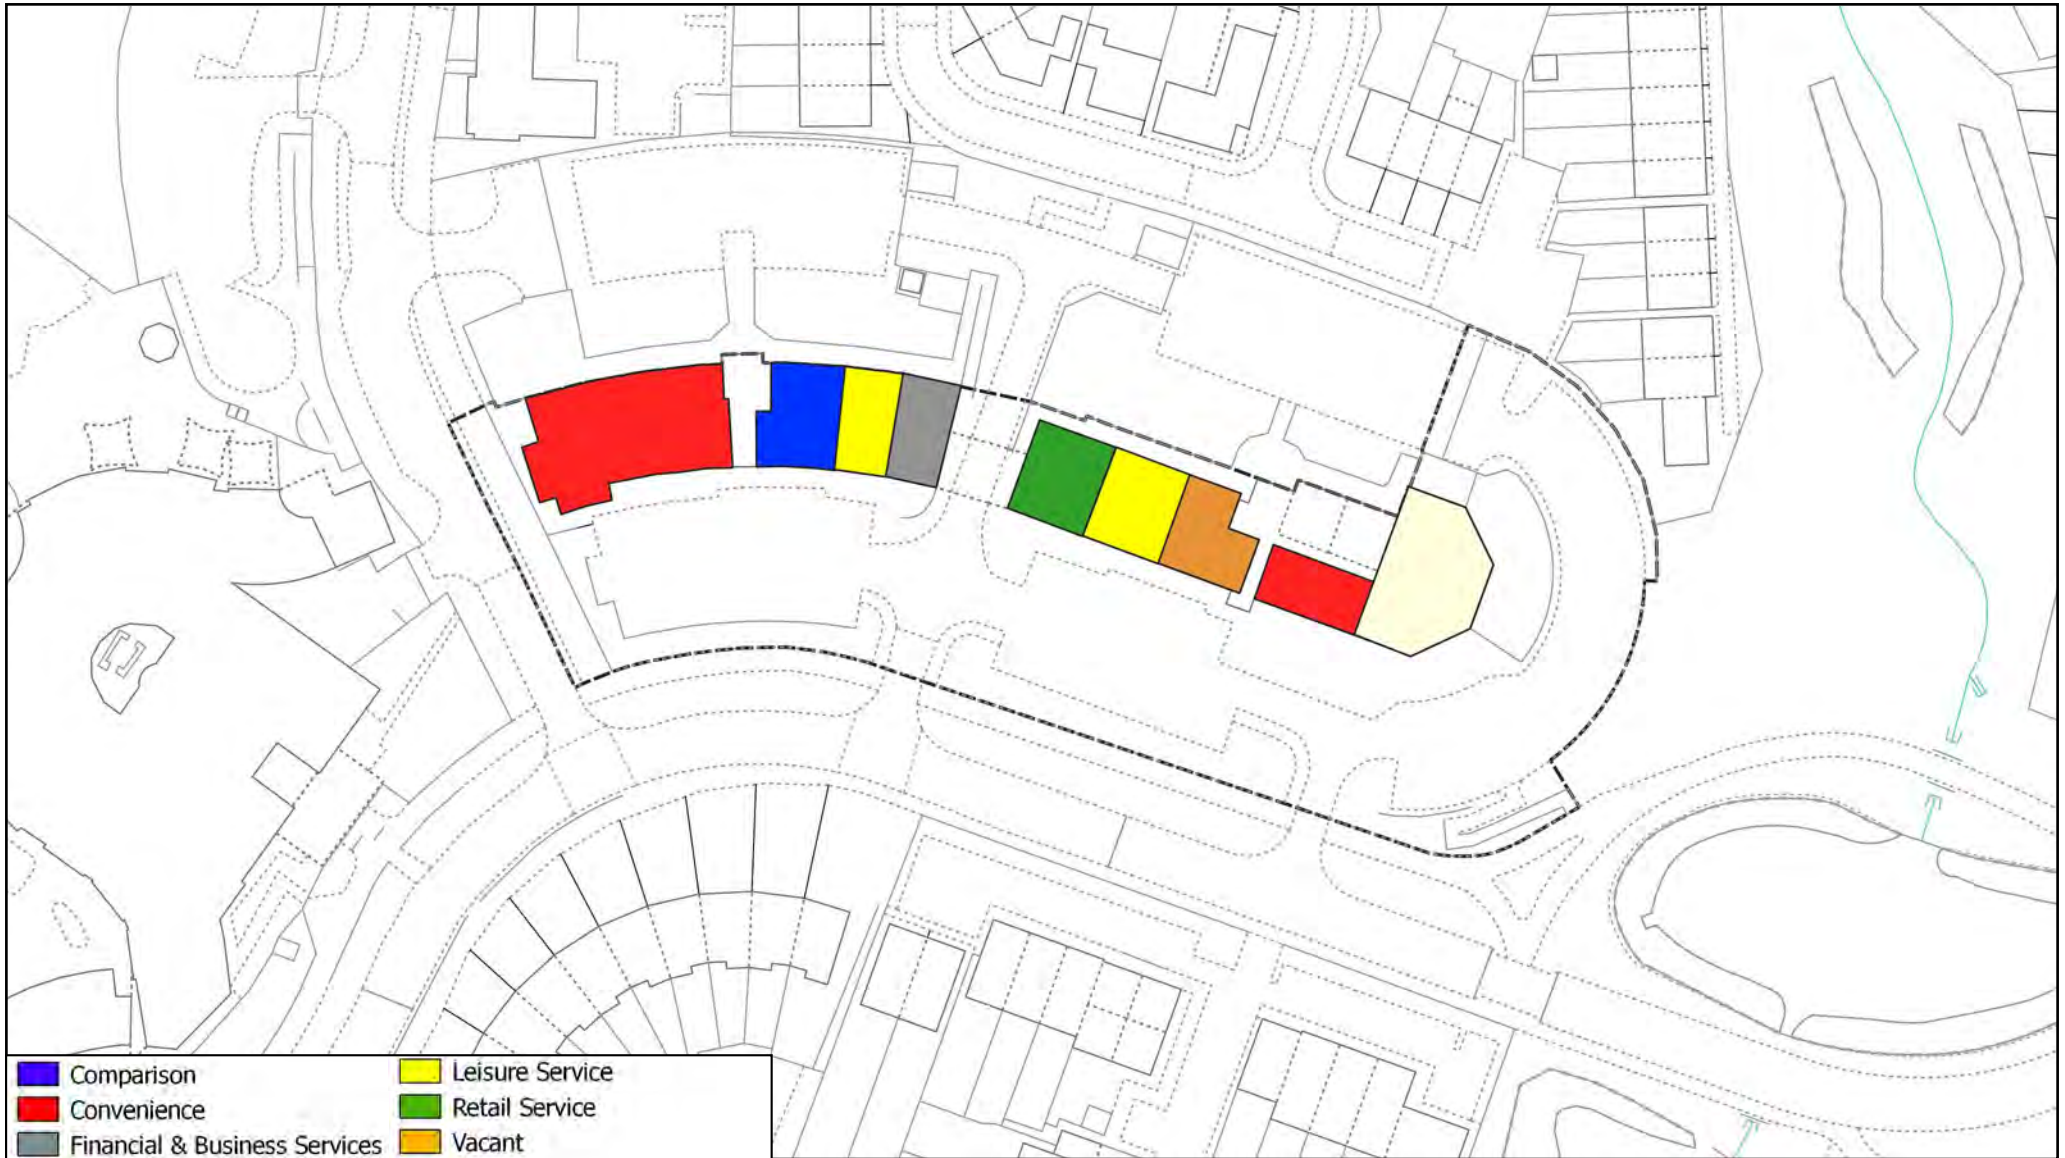 Comparison
Convenience
Financial & Business Services
Leisure Service
Retail Service
Vacant